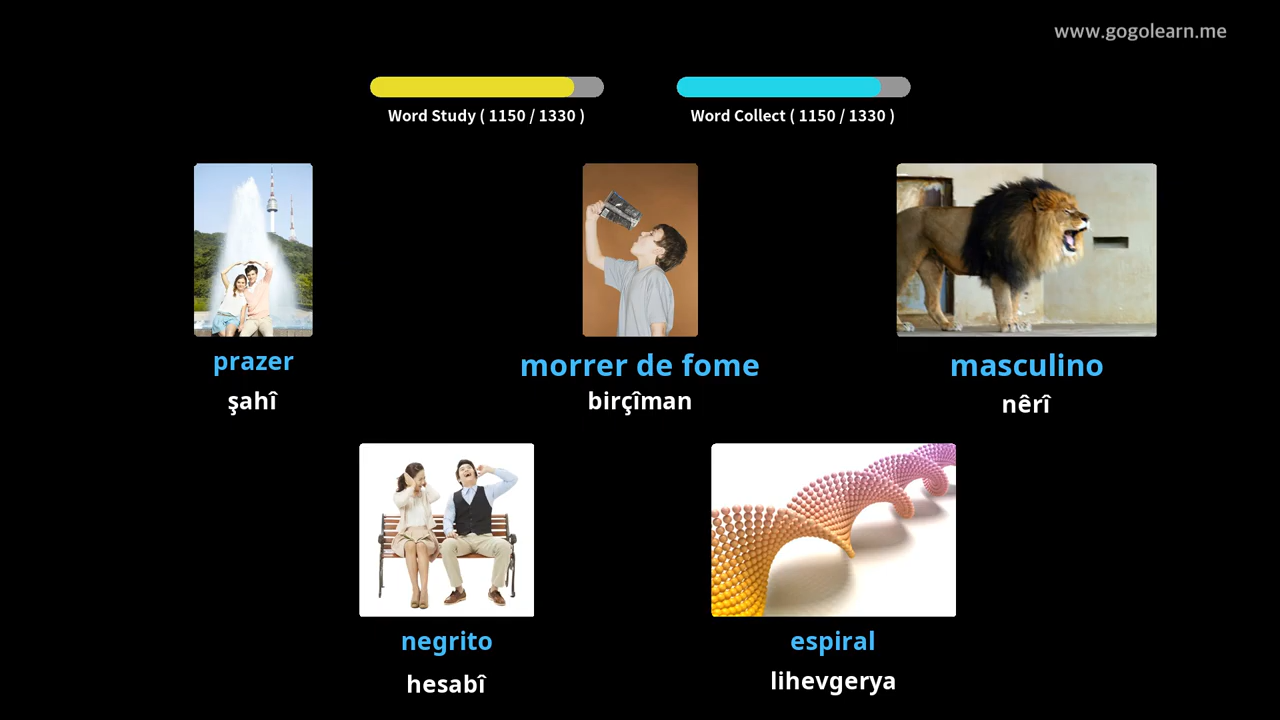 www.gogolearn.me
Word Study ( 1150 / 1330 )
Word Collect ( 1150 / 1330 )
prazer
şahî
morrer de fome
birçîman
masculino
nêrî
negrito
hesabî
espiral
lihevgerya